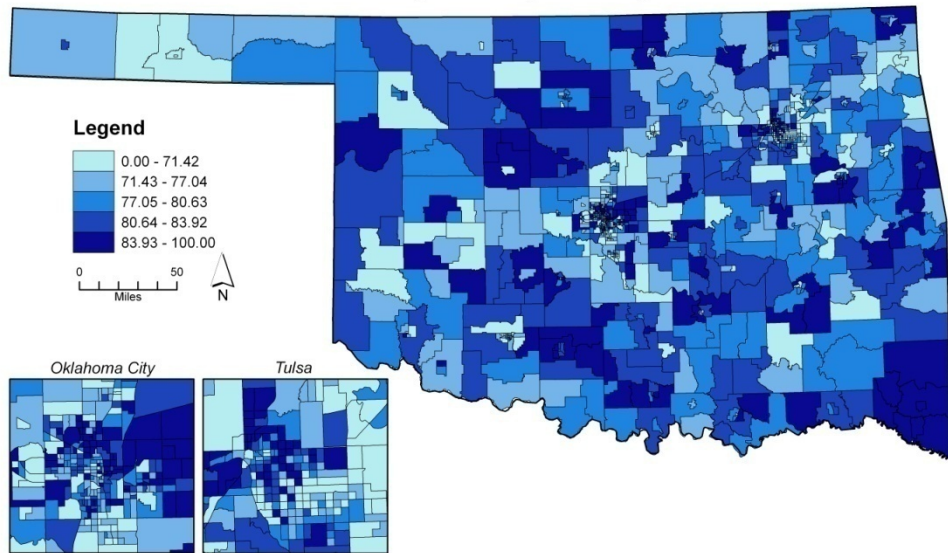 Legend
0.00 - 71.42
71.43 - 77.04
77.05 - 80.63
80.64 - 83.92
83.93 - 100.00
0 50
Miles
N
Oklahoma City Tulsa